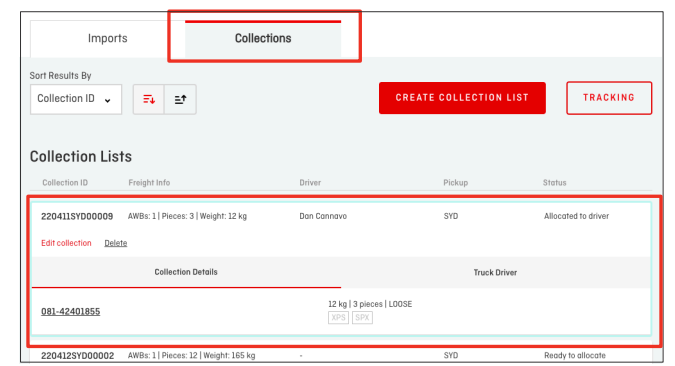 Imports Collections
Sort Results By
Collection ID
CREATE COLLECTION LIST TRACKING
Collection Lists
Collection ID Freight Info Driver Pickup Status
220411SYD00009 AWBs: 1 | Pieces: 3 | Weight: 12 kg Dan Cannavo SYD Allocated to driver
Edit collection Delete
Collection Details Truck Driver
081-42401855 12 kg | 3 pieces | LOOSE
XPS SPX
220412SYD00002 AWBs: 1 | Pieces: 12 | Weight: 165 kg - SYD Ready to allocate